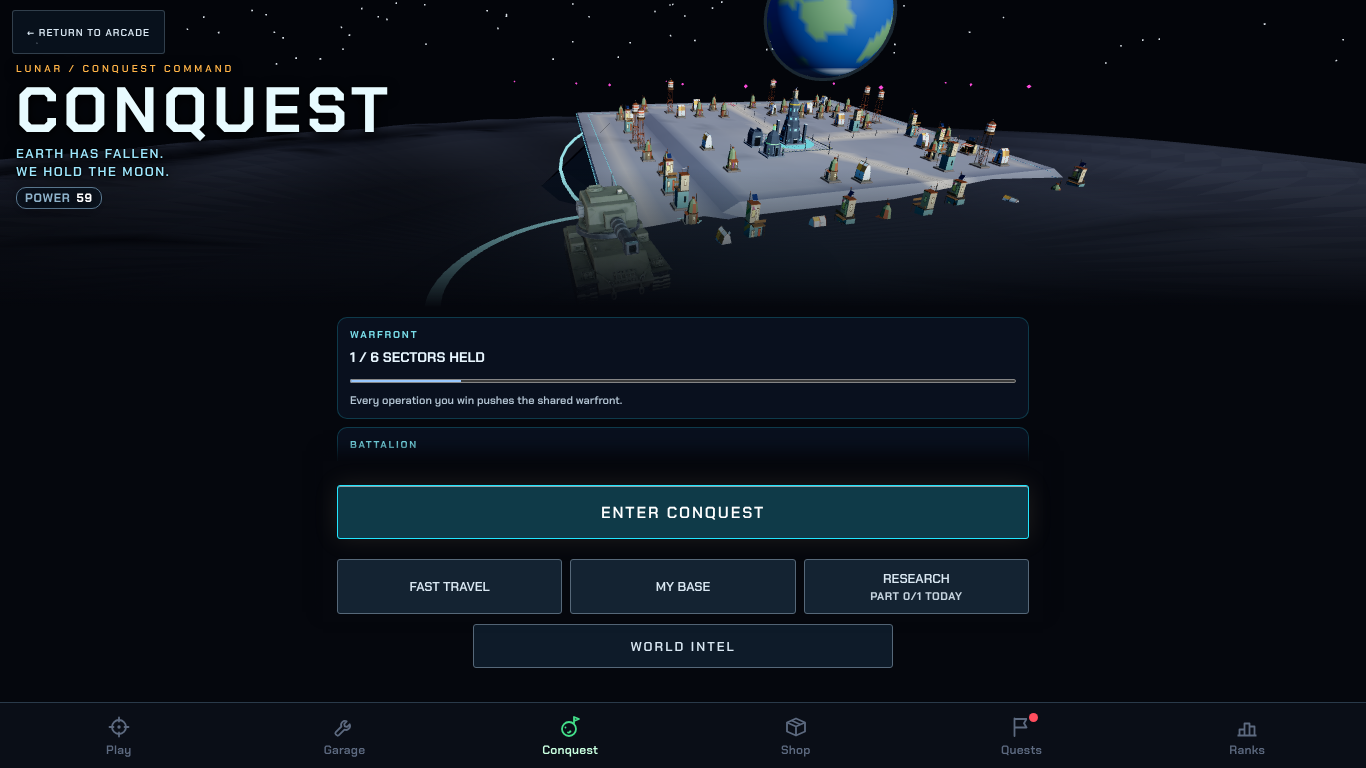 ← RETURN TO ARCADE
LUNAR / CONQUEST COMMAND
CONQUEST
EARTH HAS FALLEN.
WE HOLD THE MOON.
POWER 59
WARFRONT
1 / 6 SECTORS HELD
Every operation you win pushes the shared warfront.
BATTALION
ENTER CONQUEST
FAST TRAVEL
MY BASE
RESEARCH
PART 0/1 TODAY
WORLD INTEL
Play
Garage
Conquest
Shop
Quests
Ranks